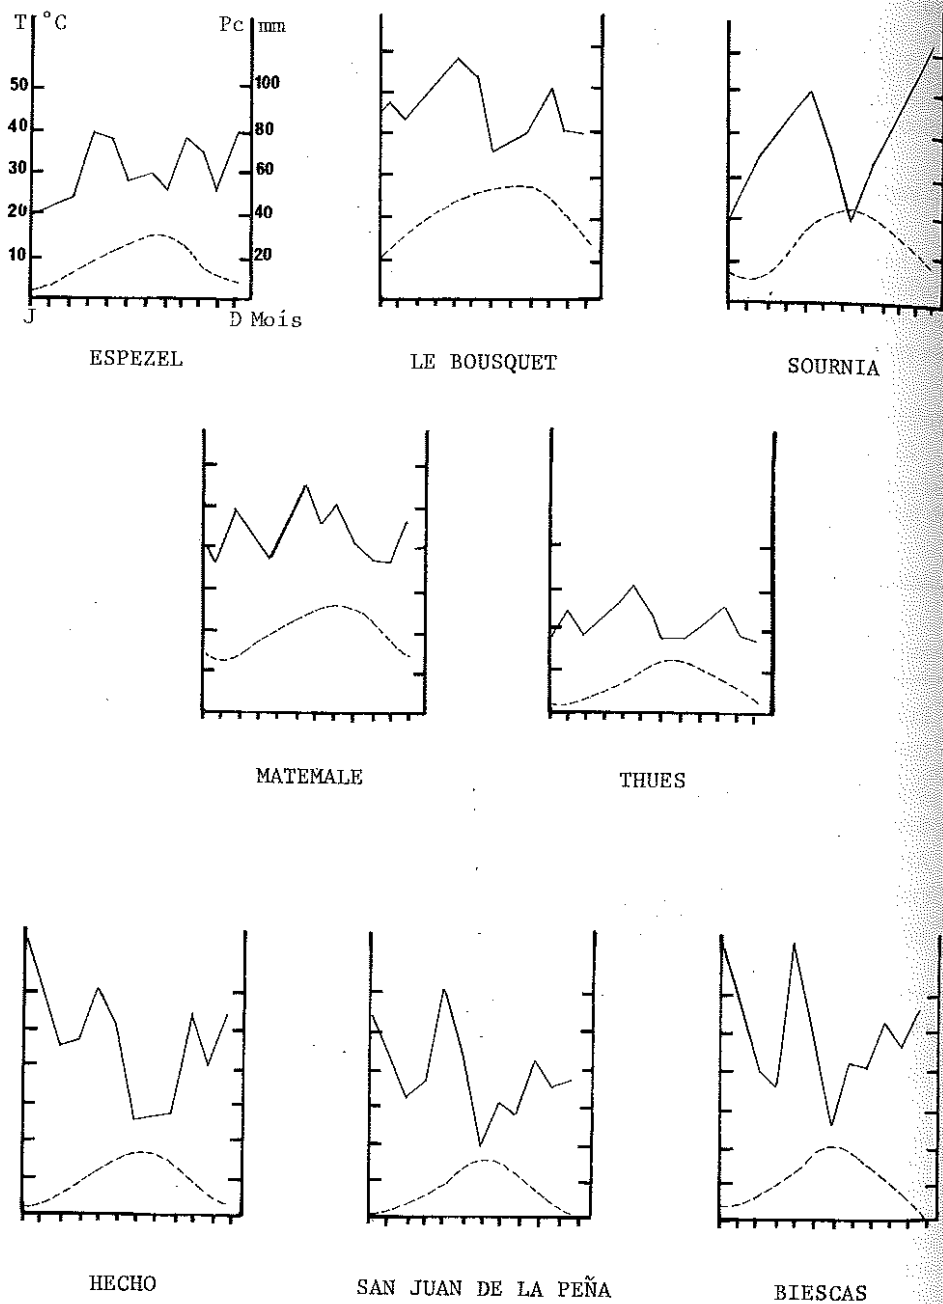 T °C Pc mm
50 100
40 80
30 60
20 40
10 20
J D Mois
ESPEZEL LE BOUSQUET SOURNIA
MATEMALE THUES
HECHO SAN JUAN DE LA PEÑA BIESCAS